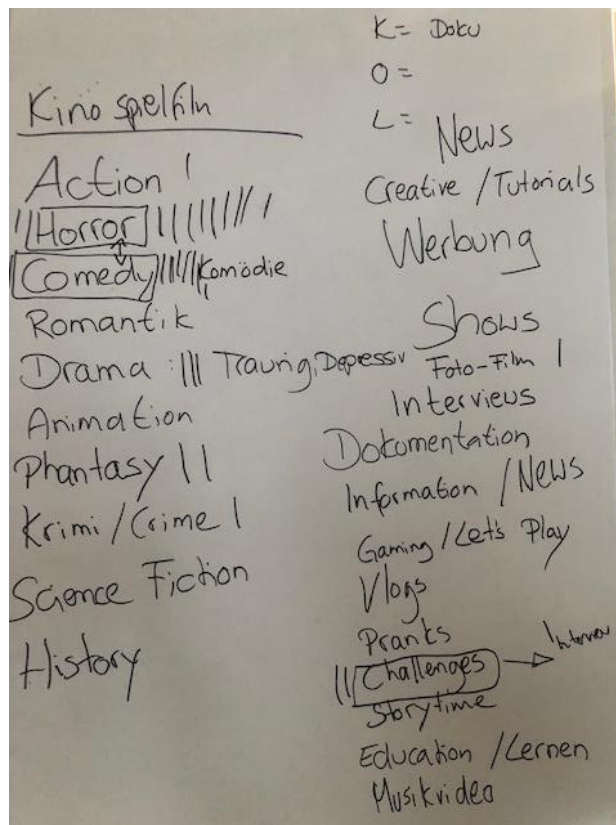 Kino spielfilm
Action |
||Horror ||||||||| 
Comedy ||||| Komödie
Romantik
Drama : ||| Traurig, Depressiv
Animation
Phantasy ||
Krimi / Crime |
Science Fiction
History
K = Doku
O =
L =
News
Creative / Tutorials
Werbung
Shows
Foto-Film |
Interviews
Dokumentation
Information / News
Gaming / Let's Play
Vlogs
Pranks
|| Challenges → Interview
Storytime
Education / Lernen
Musikvideo